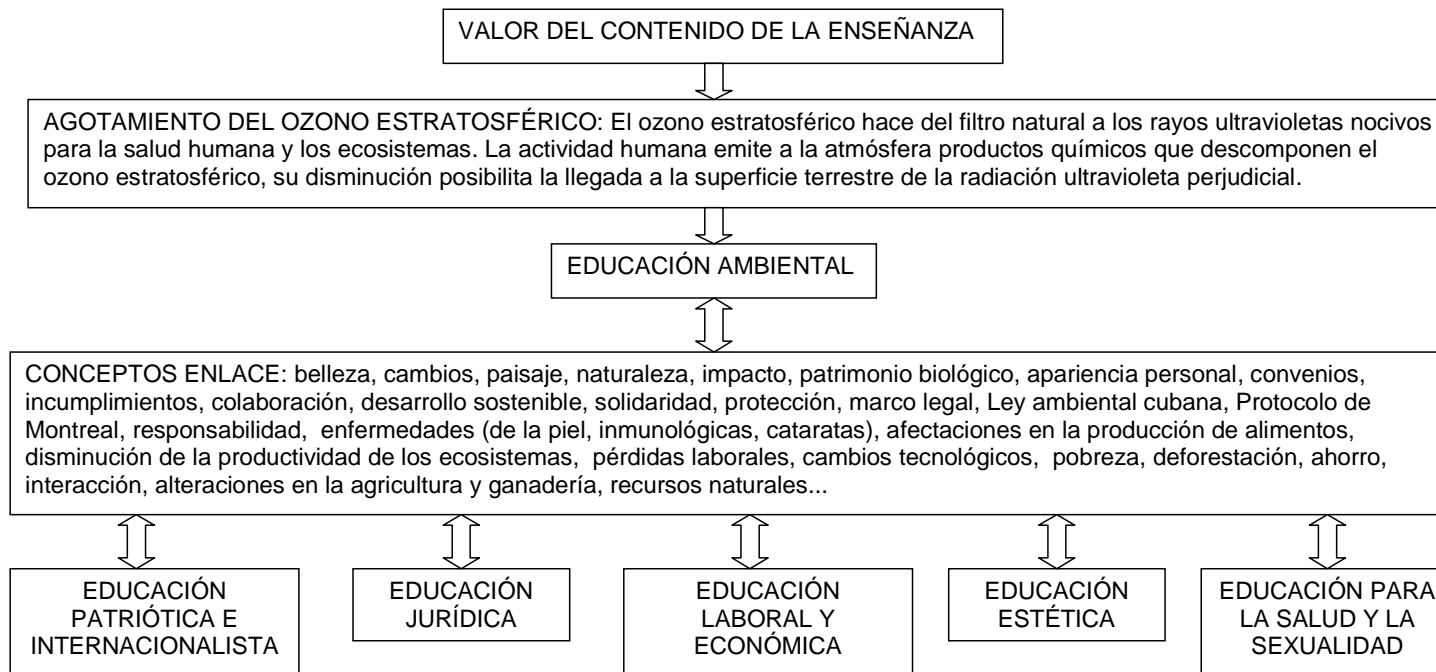 VALOR DEL CONTENIDO DE LA ENSEÑANZA
AGOTAMIENTO DEL OZONO ESTRATOSFÉRICO: El ozono estratosférico hace del filtro natural a los rayos ultravioletas nocivos
para la salud humana y los ecosistemas. La actividad humana emite a la atmósfera productos químicos que descomponen el
ozono estratosférico, su disminución posibilita la llegada a la superficie terrestre de la radiación ultravioleta perjudicial.
EDUCACIÓN AMBIENTAL
CONCEPTOS ENLACE: belleza, cambios, paisaje, naturaleza, impacto, patrimonio biológico, apariencia personal, convenios,
incumplimientos, colaboración, desarrollo sostenible, solidaridad, protección, marco legal, Ley ambiental cubana, Protocolo de
Montreal, responsabilidad, enfermedades (de la piel, inmunológicas, cataratas), afectaciones en la producción de alimentos,
disminución de la productividad de los ecosistemas, pérdidas laborales, cambios tecnológicos, pobreza, deforestación, ahorro,
interacción, alteraciones en la agricultura y ganadería, recursos naturales...
EDUCACIÓN
PATRIÓTICA E
INTERNACIONALISTA
EDUCACIÓN
JURÍDICA
EDUCACIÓN
LABORAL Y
ECONÓMICA
EDUCACIÓN
ESTÉTICA
EDUCACIÓN PARA
LA SALUD Y LA
SEXUALIDAD